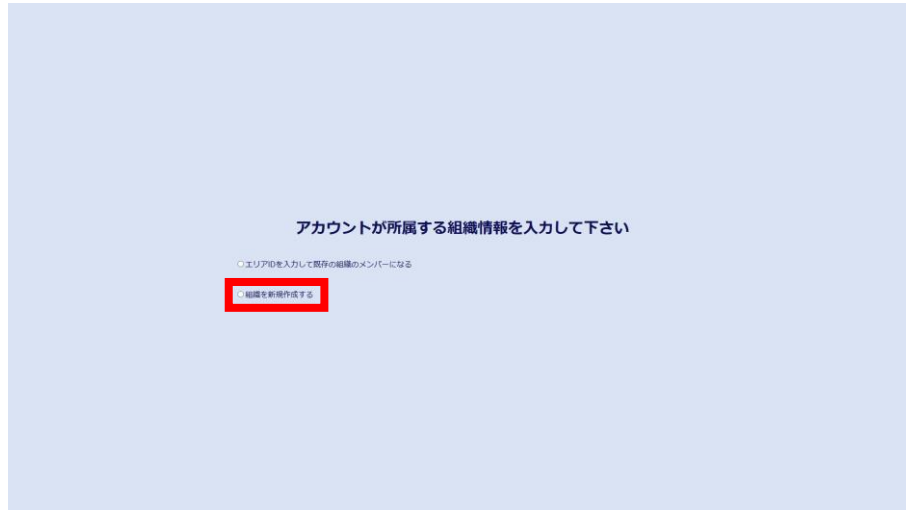 アカウントが所属する組織情報を入力して下さい
○エリアIDを入力して既存の組織のメンバーになる
○組織を新規作成する